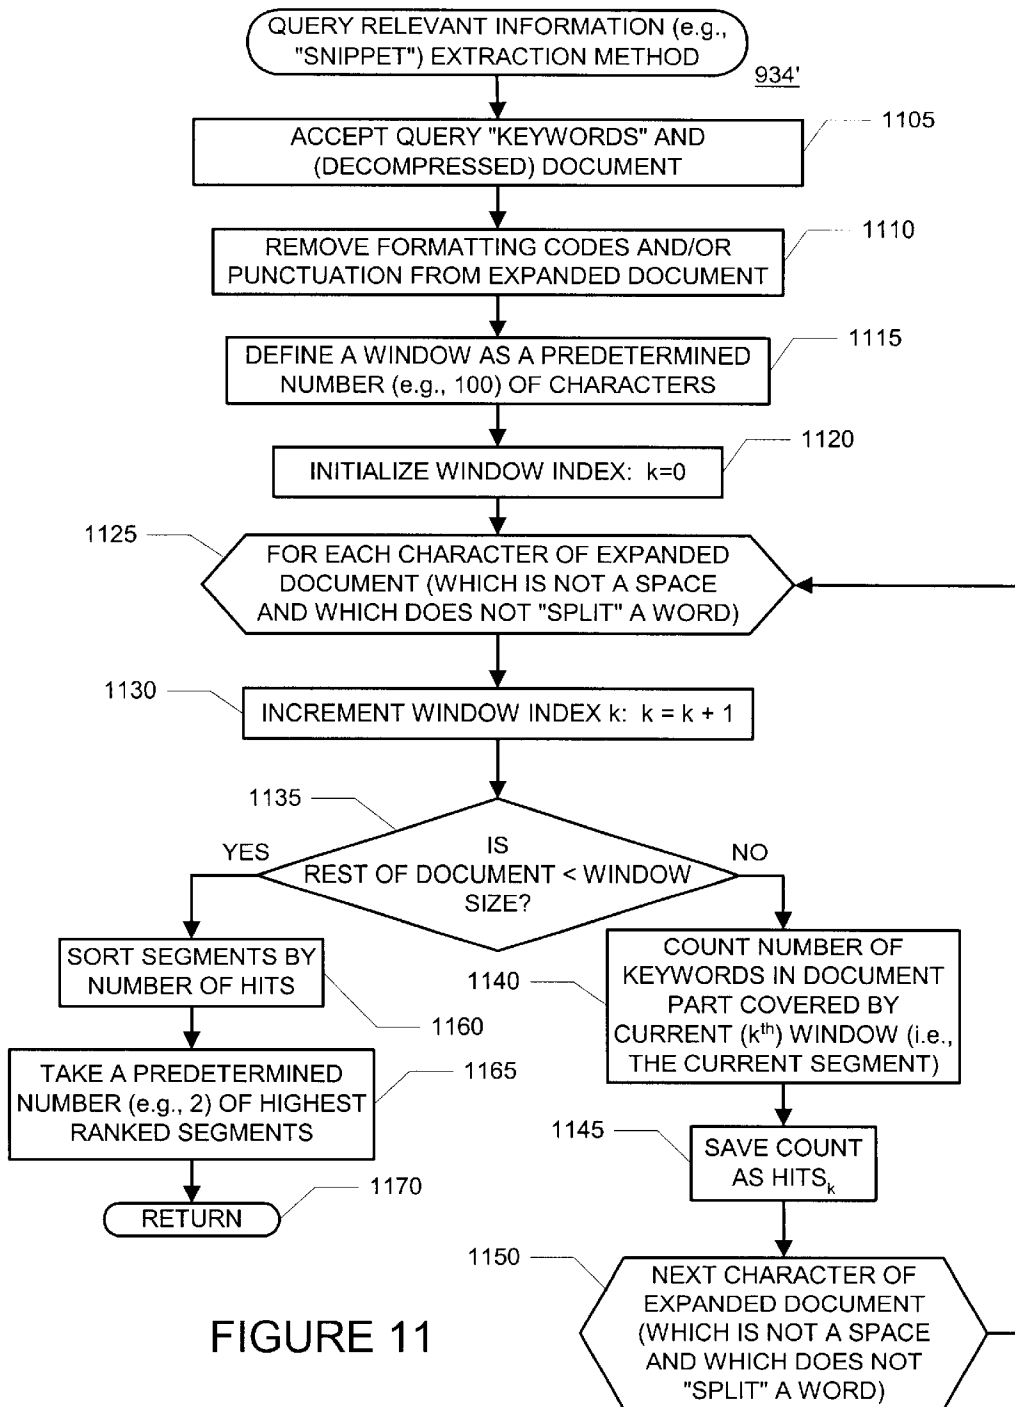 QUERY RELEVANT INFORMATION (e.g.,
"SNIPPET") EXTRACTION METHOD
934'
1105
ACCEPT QUERY "KEYWORDS" AND
(DECOMPRESSED) DOCUMENT
1110
REMOVE FORMATTING CODES AND/OR
PUNCTUATION FROM EXPANDED DOCUMENT
1115
DEFINE A WINDOW AS A PREDETERMINED
NUMBER (e.g., 100) OF CHARACTERS
1120
INITIALIZE WINDOW INDEX: k=0
1125
FOR EACH CHARACTER OF EXPANDED
DOCUMENT (WHICH IS NOT A SPACE
AND WHICH DOES NOT "SPLIT" A WORD)
1130
INCREMENT WINDOW INDEX k: k = k + 1
1135
IS
REST OF DOCUMENT < WINDOW
SIZE?
YES
NO
SORT SEGMENTS BY
NUMBER OF HITS
1160
TAKE A PREDETERMINED
NUMBER (e.g., 2) OF HIGHEST
RANKED SEGMENTS
1165
1170
RETURN
COUNT NUMBER OF
KEYWORDS IN DOCUMENT
PART COVERED BY
CURRENT (kth) WINDOW (i.e.,
THE CURRENT SEGMENT)
1140
1145
SAVE COUNT
AS HITSk
1150
NEXT CHARACTER OF
EXPANDED DOCUMENT
(WHICH IS NOT A SPACE
AND WHICH DOES NOT
"SPLIT" A WORD)
FIGURE 11